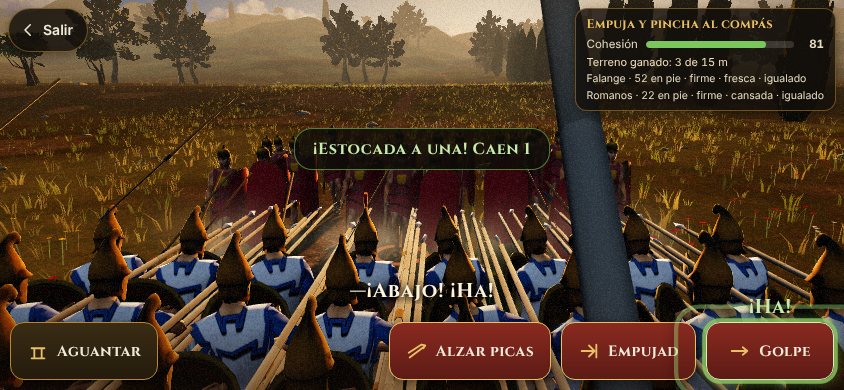 Salir
EMPUJA Y PINCHA AL COMPÁS
Cohesión 81
Terreno ganado: 3 de 15 m
Falange · 52 en pie · firme · fresca · igualado
Romanos · 22 en pie · firme · cansada · igualado
¡ESTOCADA A UNA! CAEN 1
—¡ABAJO! ¡HA!
¡HA!
AGUANTAR
ALZAR PICAS
EMPUJAD
GOLPE